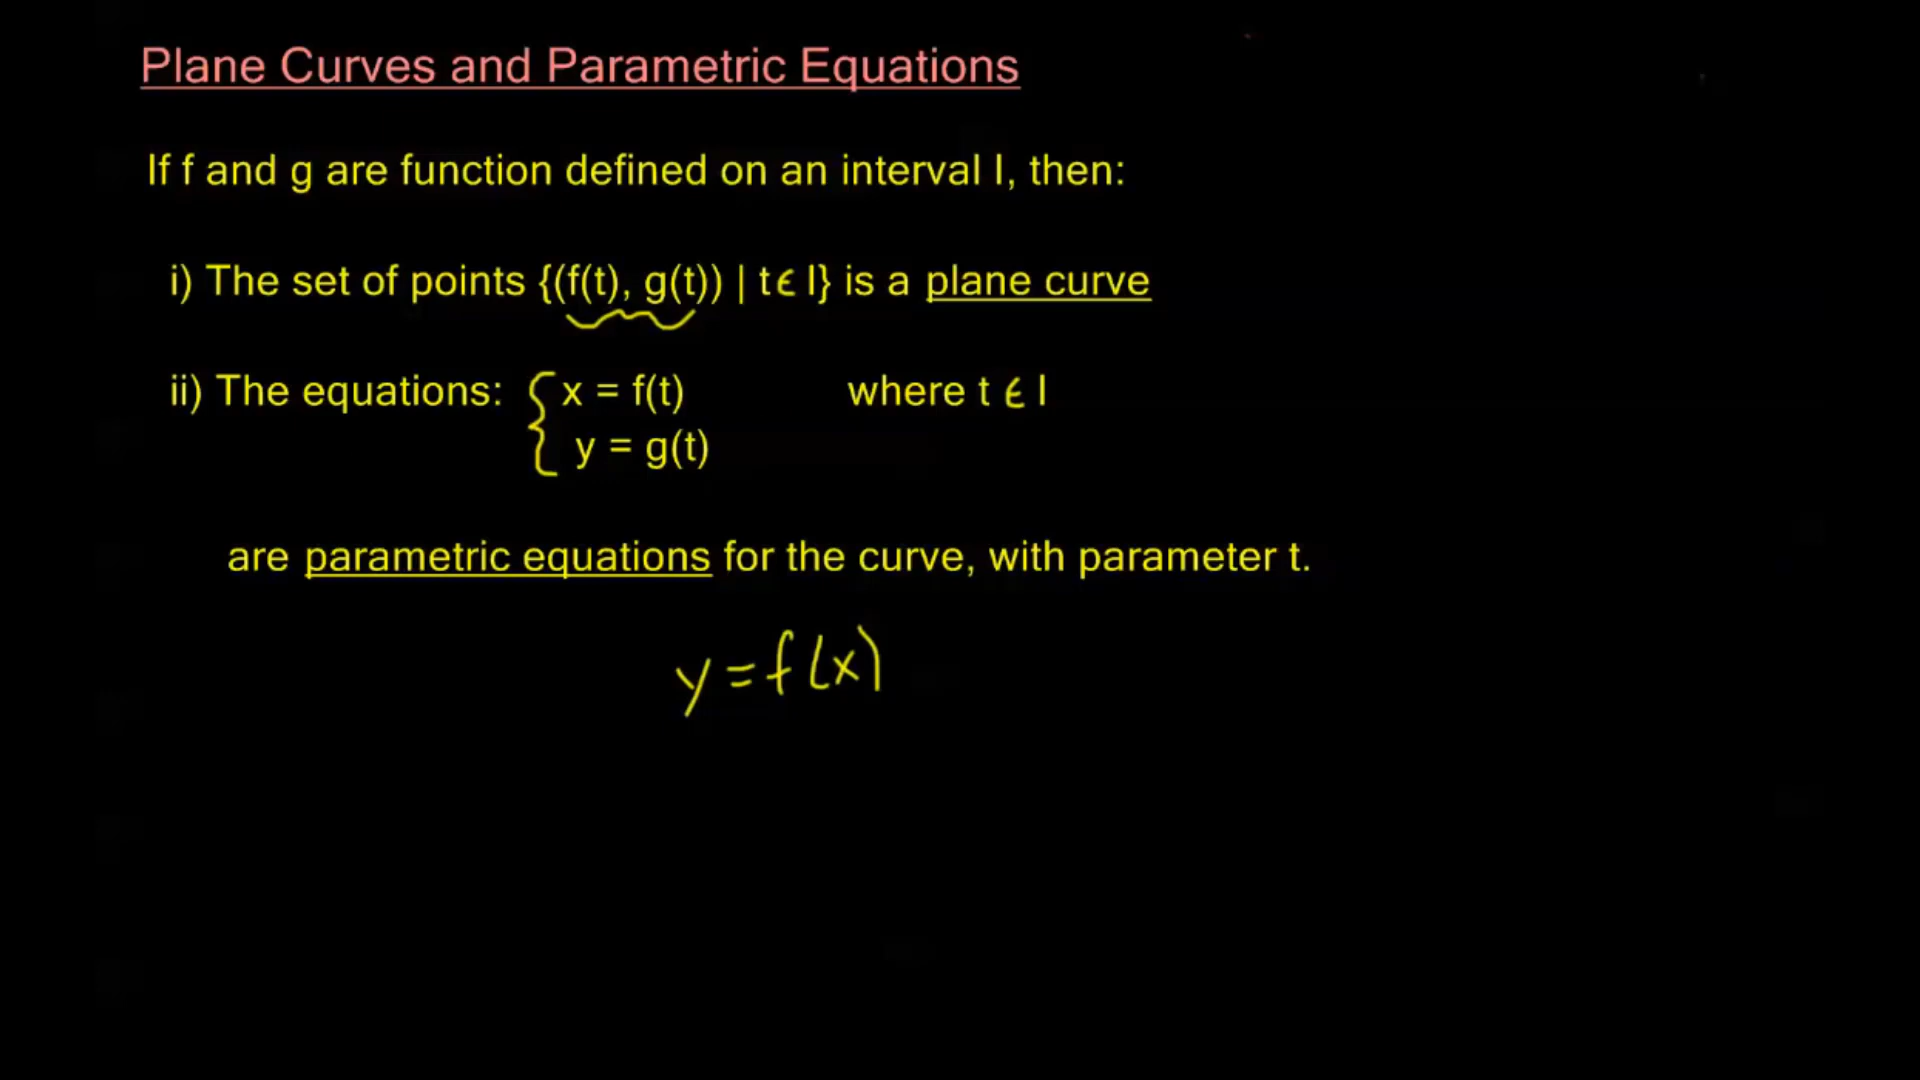 Plane Curves and Parametric Equations
If f and g are function defined on an interval I, then:
i) The set of points {(f(t), g(t)) | t ϵ I} is a plane curve
ii) The equations: { x = f(t) where t ϵ I
y = g(t)
are parametric equations for the curve, with parameter t.
y = f(x)